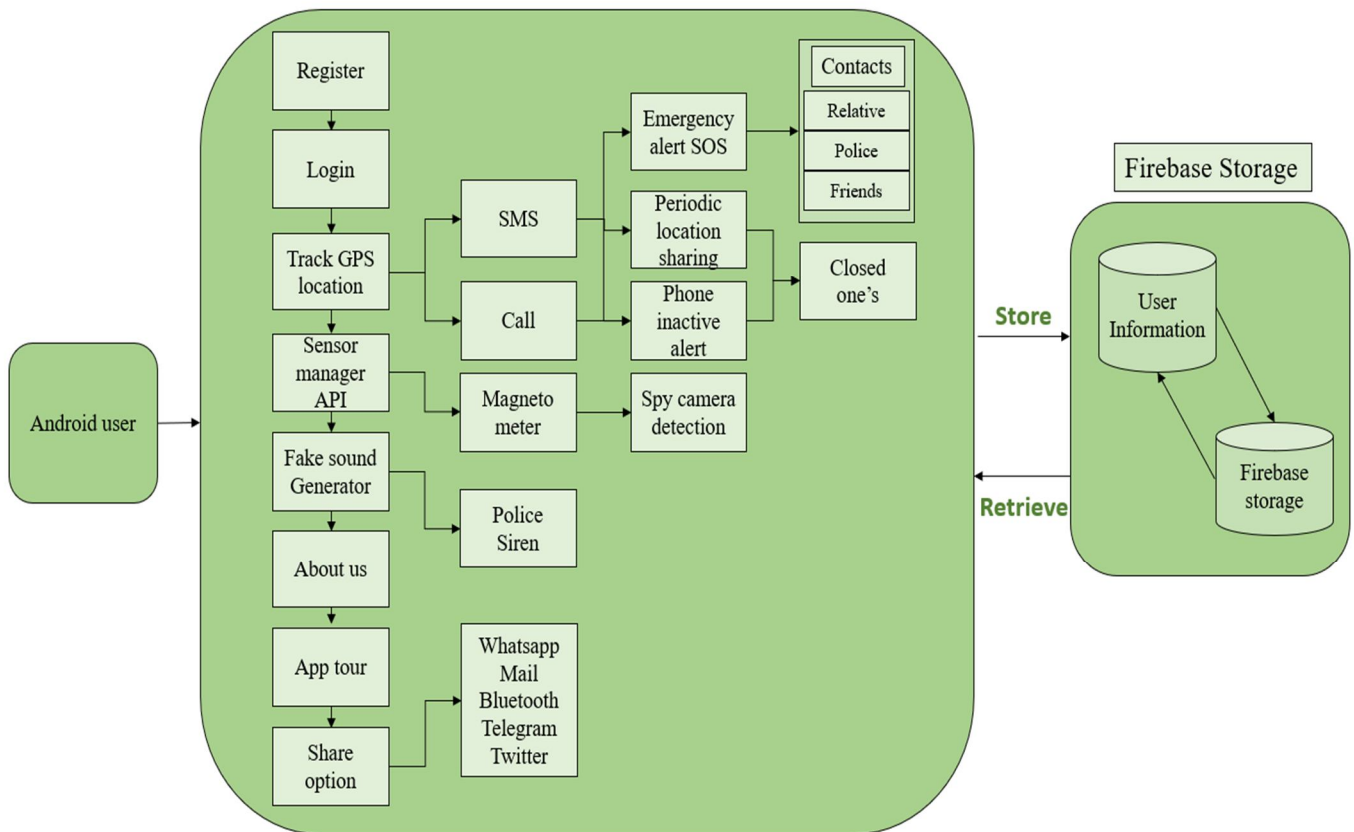 Android user
Register
Login
Track GPS
location
Sensor
manager
API
Fake sound
Generator
About us
App tour
Share
option
SMS
Call
Magneto
meter
Police
Siren
Whatsapp
Mail
Bluetooth
Telegram
Twitter
Emergency
alert SOS
Periodic
location
sharing
Phone
inactive
alert
Spy camera
detection
Contacts
Relative
Police
Friends
Closed
one’s
Store
Retrieve
Firebase Storage
User
Information
Firebase
storage